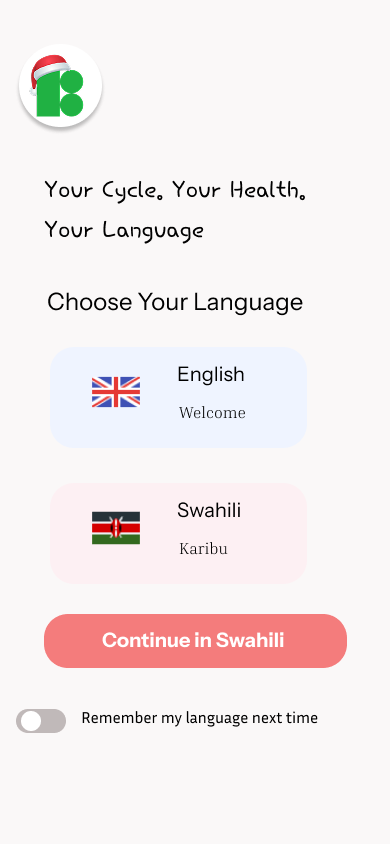 Your Cycle. Your Health.
Your Language
Choose Your Language
English
Welcome
Swahili
Karibu
Continue in Swahili
Remember my language next time